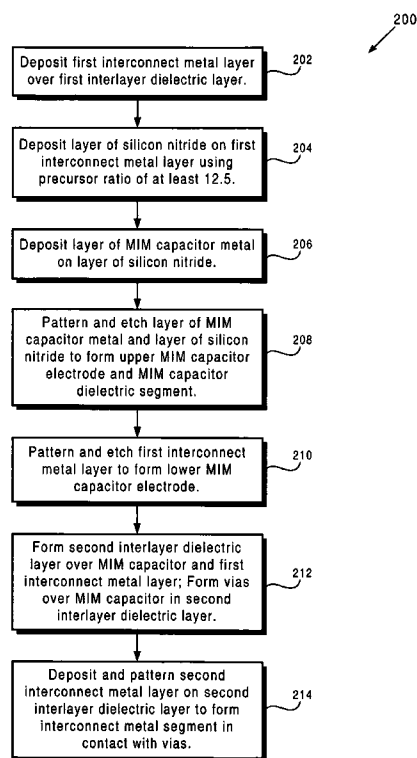 200
Deposit first interconnect metal layer
over first interlayer dielectric layer.
202
Deposit layer of silicon nitride on first
interconnect metal layer using
precursor ratio of at least 12.5.
204
Deposit layer of MIM capacitor metal
on layer of silicon nitride.
206
Pattern and etch layer of MIM
capacitor metal and layer of silicon
nitride to form upper MIM capacitor
electrode and MIM capacitor
dielectric segment.
208
Pattern and etch first interconnect
metal layer to form lower MIM
capacitor electrode.
210
Form second interlayer dielectric
layer over MIM capacitor and first
interconnect metal layer; Form vias
over MIM capacitor in second
interlayer dielectric layer.
212
Deposit and pattern second
interconnect metal layer on second
interlayer dielectric layer to form
interconnect metal segment in
contact with vias.
214